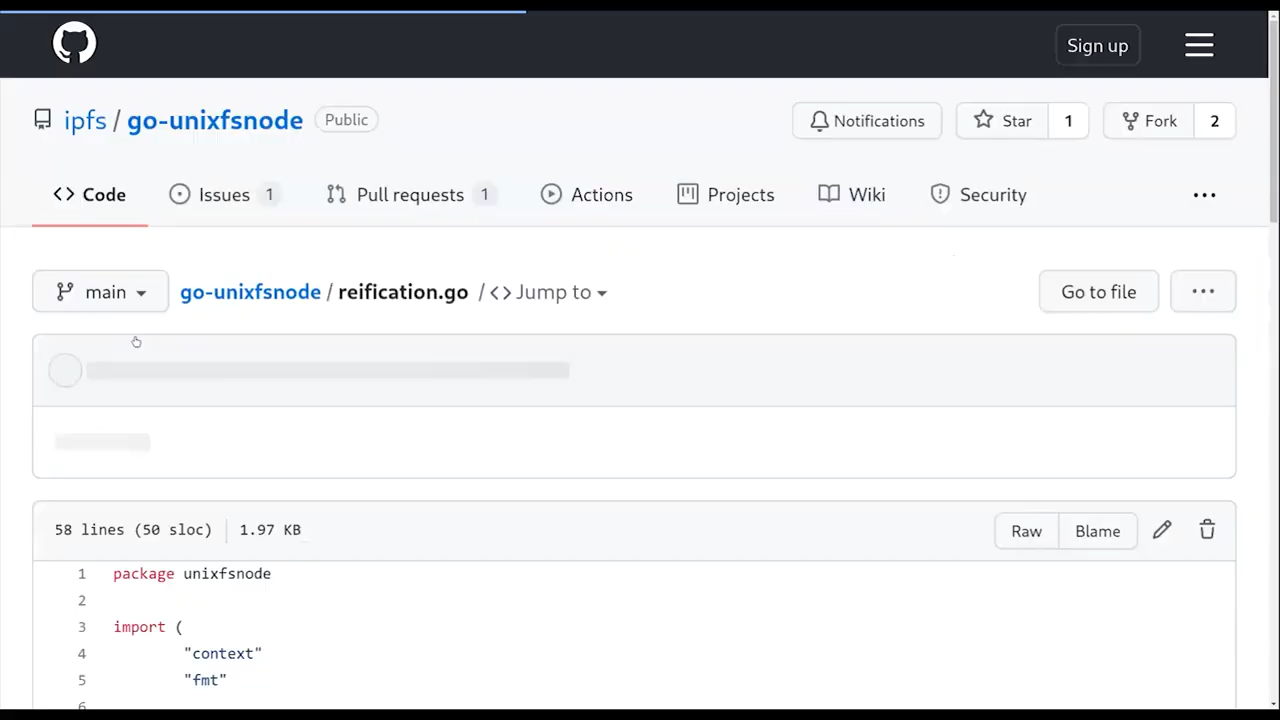 Sign up
ipfs / go-unixfsnode Public Notifications Star 1 Fork 2
Code Issues 1 Pull requests 1 Actions Projects Wiki Security ...
main go-unixfsnode / reification.go / <> Jump to Go to file ...
58 lines (50 sloc) 1.97 KB Raw Blame
1 package unixfsnode
2
3 import (
4 "context"
5 "fmt"
6